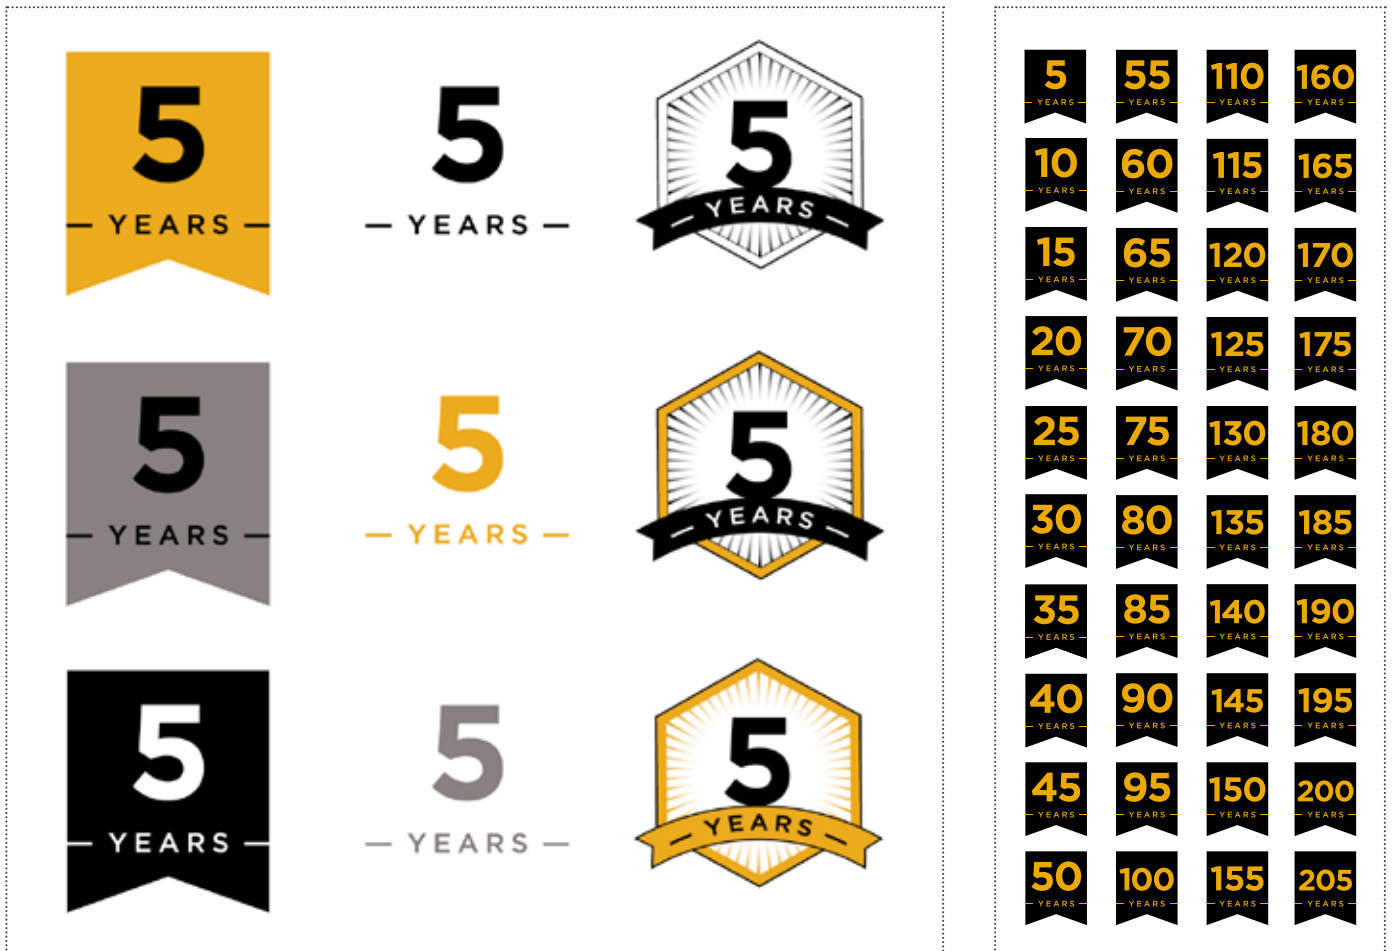 5
— YEARS —
5
— YEARS —
5
— YEARS —
5
— YEARS —
5
— YEARS —
5
— YEARS —
5
— YEARS —
5
— YEARS —
5
— YEARS —
5
— YEARS —
10
— YEARS —
15
— YEARS —
20
— YEARS —
25
— YEARS —
30
— YEARS —
35
— YEARS —
40
— YEARS —
45
— YEARS —
50
— YEARS —
55
— YEARS —
60
— YEARS —
65
— YEARS —
70
— YEARS —
75
— YEARS —
80
— YEARS —
85
— YEARS —
90
— YEARS —
95
— YEARS —
100
— YEARS —
110
— YEARS —
115
— YEARS —
120
— YEARS —
125
— YEARS —
130
— YEARS —
135
— YEARS —
140
— YEARS —
145
— YEARS —
150
— YEARS —
155
— YEARS —
160
— YEARS —
165
— YEARS —
170
— YEARS —
175
— YEARS —
180
— YEARS —
185
— YEARS —
190
— YEARS —
195
— YEARS —
200
— YEARS —
205
— YEARS —